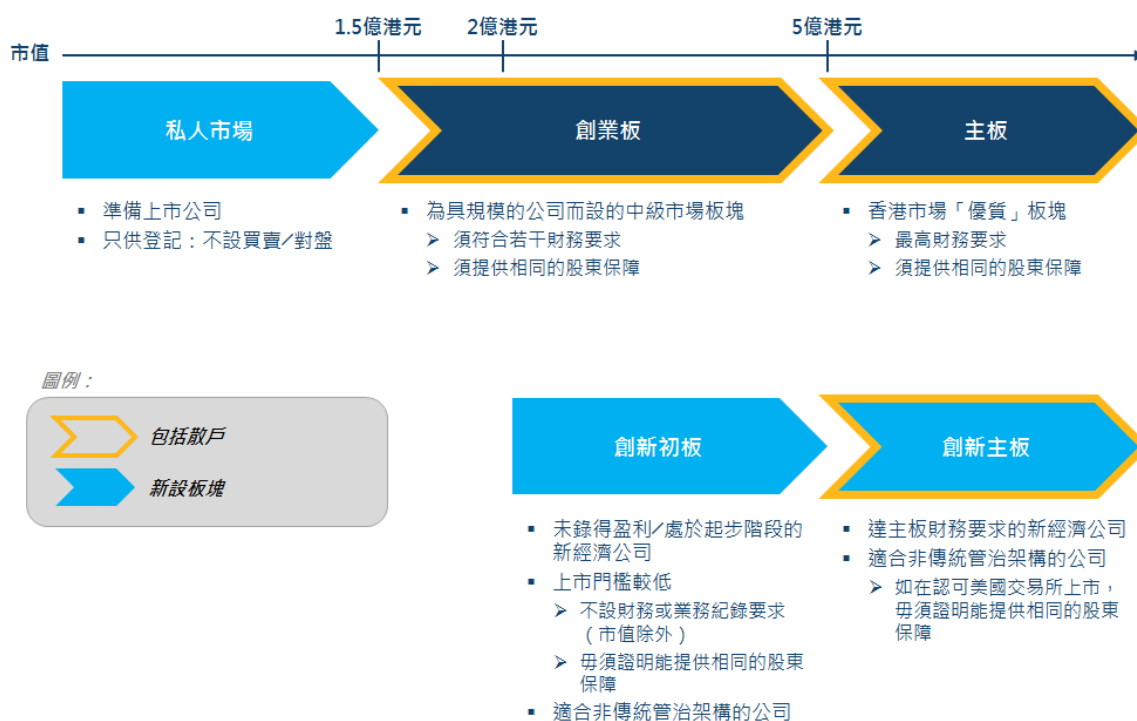 1.5億港元
2億港元
5億港元
市值
私人市場
創業板
主板
▪ 準備上市公司
▪ 只供登記：不設買賣/對盤
▪ 為具規模的公司而設的中級市場板塊
➢ 須符合若干財務要求
➢ 須提供相同的股東保障
▪ 香港市場「優質」板塊
➢ 最高財務要求
➢ 須提供相同的股東保障
圖例：
包括散戶
新設板塊
創新初板
創新主板
▪ 未錄得盈利/處於起步階段的
新經濟公司
▪ 上市門檻較低
➢ 不設財務或業務紀錄要求
（市值除外）
➢ 毋須證明能提供相同的股東
保障
▪ 適合非傳統管治架構的公司
▪ 達主板財務要求的新經濟公司
▪ 適合非傳統管治架構的公司
➢ 如在認可美國交易所上市，
毋須證明能提供相同的股東
保障